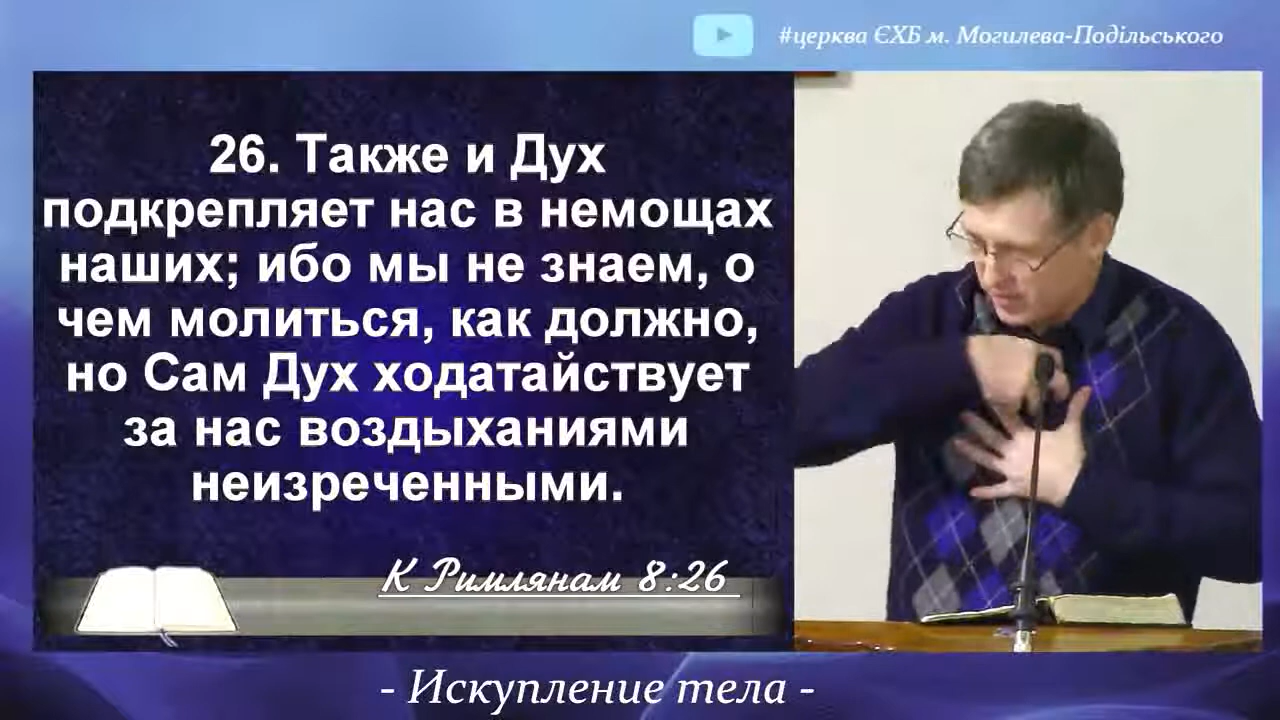 #церква ЄХБ м. Могилева-Подільського
26. Также и Дух
подкрепляет нас в немощах
наших; ибо мы не знаем, о
чем молиться, как должно,
но Сам Дух ходатайствует
за нас воздыханиями
неизреченными.
К Римлянам 8:26
- Искупление тела -